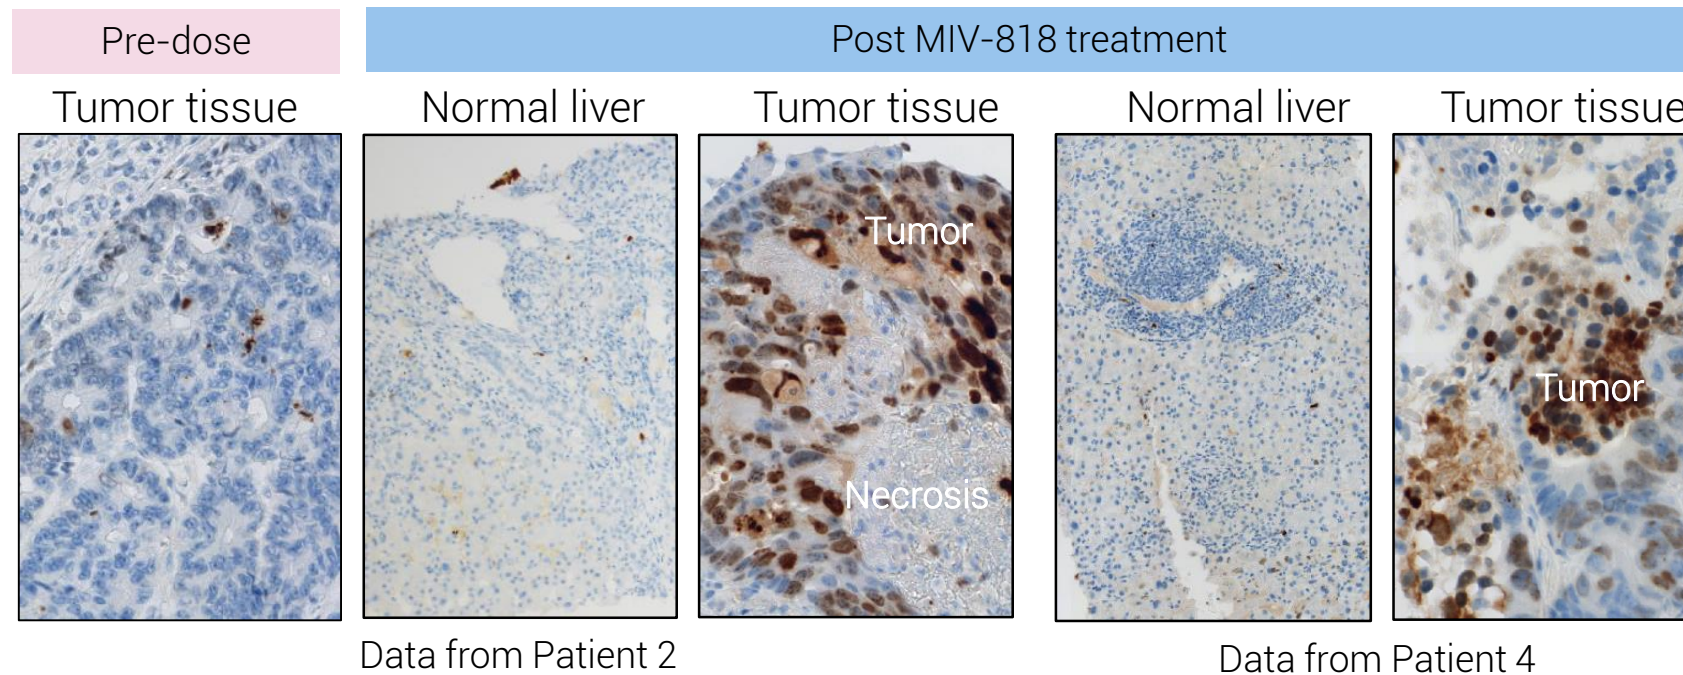 Pre-dose
Post MIV-818 treatment
Tumor tissue
Normal liver
Tumor tissue
Normal liver
Tumor tissue
Tumor
Necrosis
Tumor
Data from Patient 2
Data from Patient 4